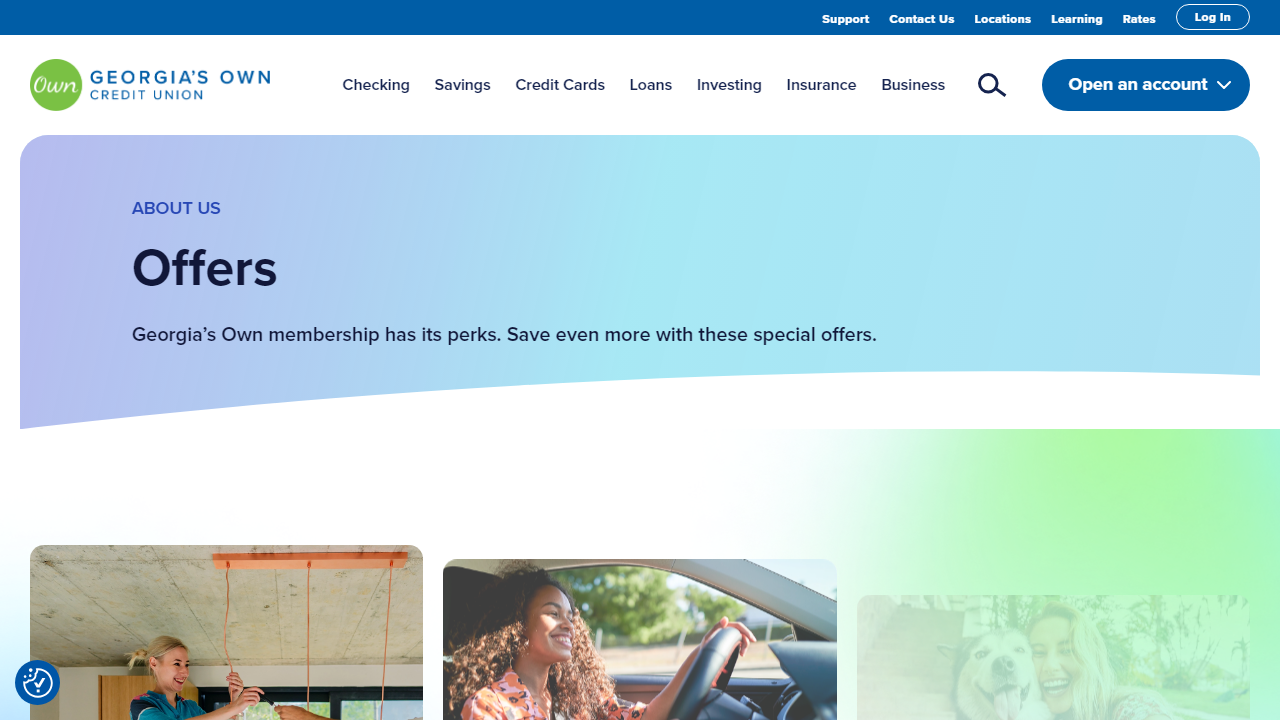 Support Contact Us Locations Learning Rates Log In
Own GEORGIA'S OWN
CREDIT UNION
Checking Savings Credit Cards Loans Investing Insurance Business Open an account
ABOUT US
Offers
Georgia’s Own membership has its perks. Save even more with these special offers.